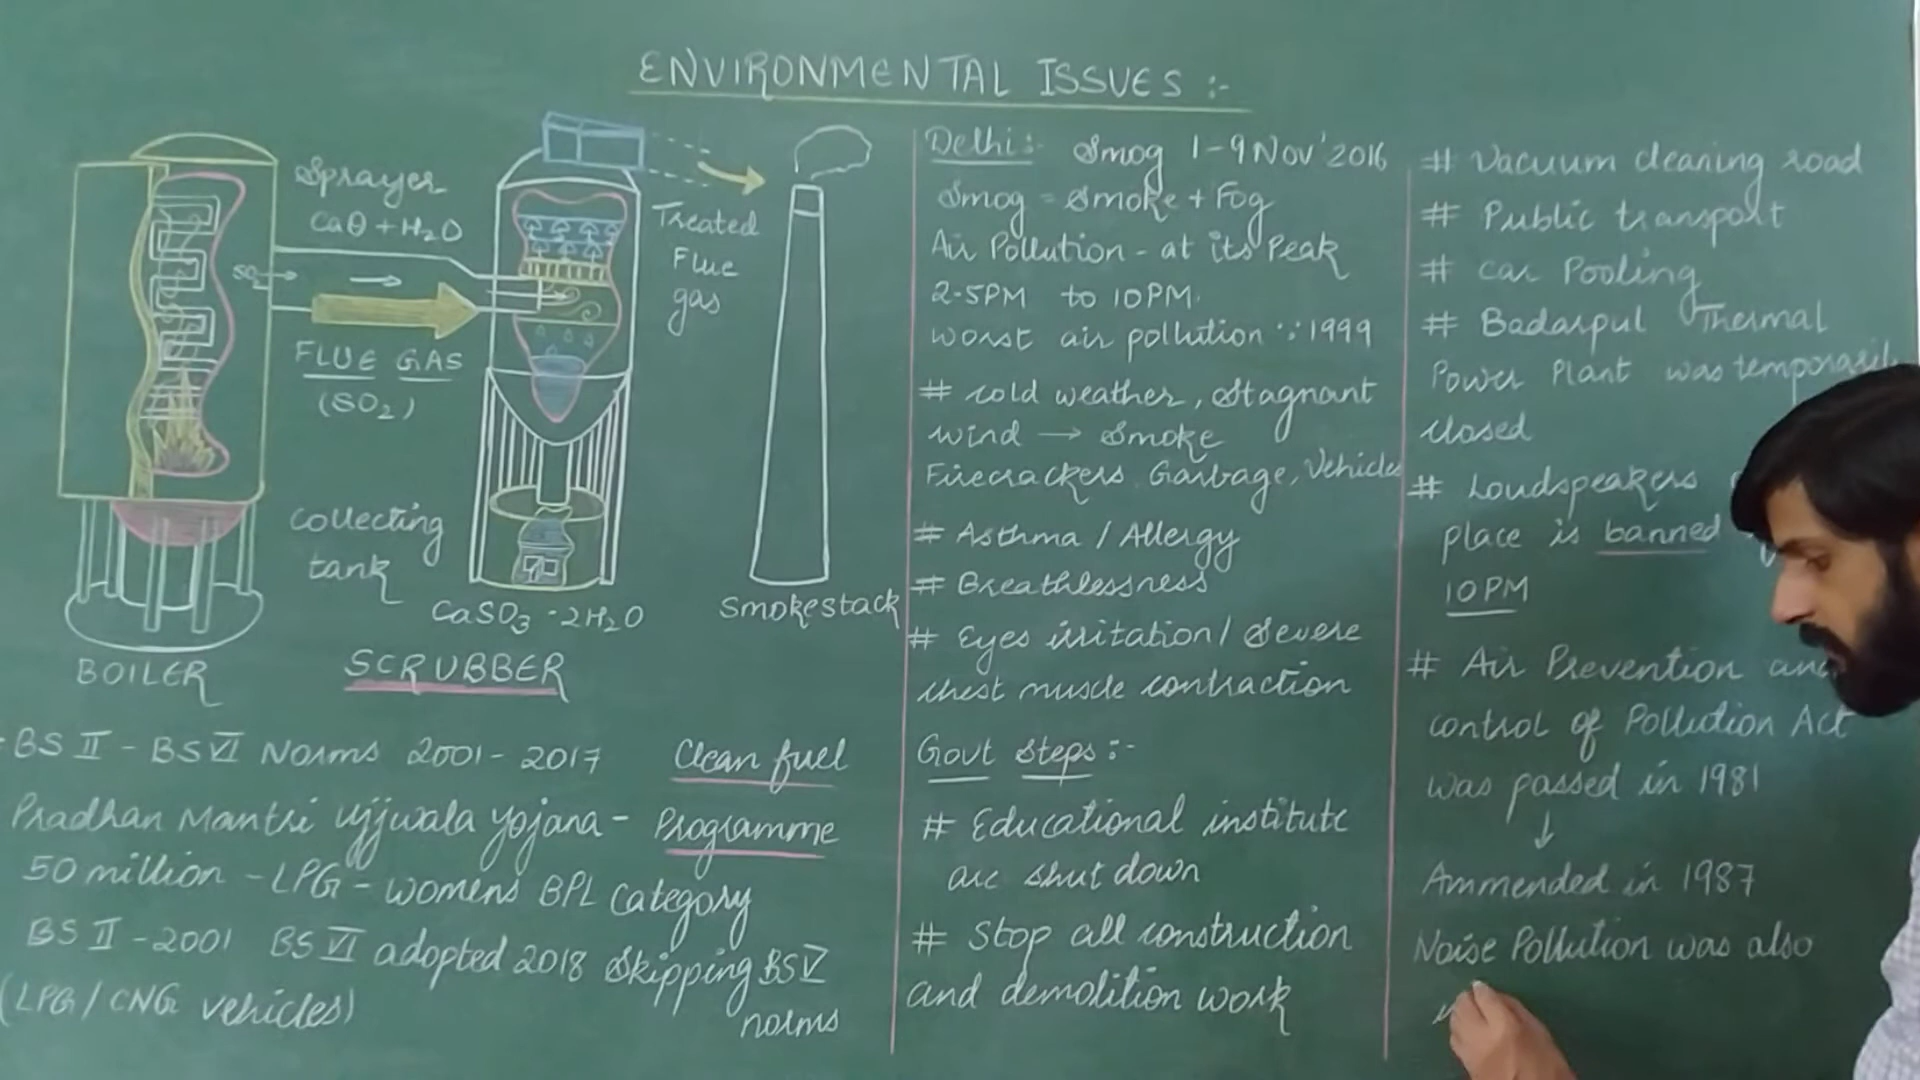 ENVIRONMENTAL ISSUES :-
Sprayer
CaO + H2O
SO2
FLUE GAS
(SO2)
Treated
Flue
gas
Collecting
tank
CaSO3 · 2H2O
Smokestack
BOILER
SCRUBBER
BS II - BS VI Norms 2001 - 2017 Clean fuel
Pradhan Mantri Ujjwala Yojana - Programme
50 million - LPG - womens BPL Category
BS II - 2001 BS VI adopted 2018 Skipping BS V
norms
(LPG / CNG vehicles)
Delhi :- Smog 1-9 Nov' 2016
Smog = Smoke + Fog
Air Pollution - at its Peak
2-5PM to 10PM.
worst air pollution ∵ 1999
# cold weather, Stagnant
wind → Smoke
Firecrackers, Garbage, Vehicles
# Asthma / Allergy
# Breathlessness
# Eyes irritation / Severe
chest muscle contraction
Govt Steps :-
# Educational institute
are shut down
# Stop all construction
and demolition work
# Vacuum cleaning road
# Public transport
# Car Pooling
# Badarpul Thermal
Power Plant was temporarily
closed
# Loudspeakers
place is banned
10PM
# Air Prevention and
control of Pollution Act
was passed in 1981
↓
Ammended in 1987
Noise Pollution was also